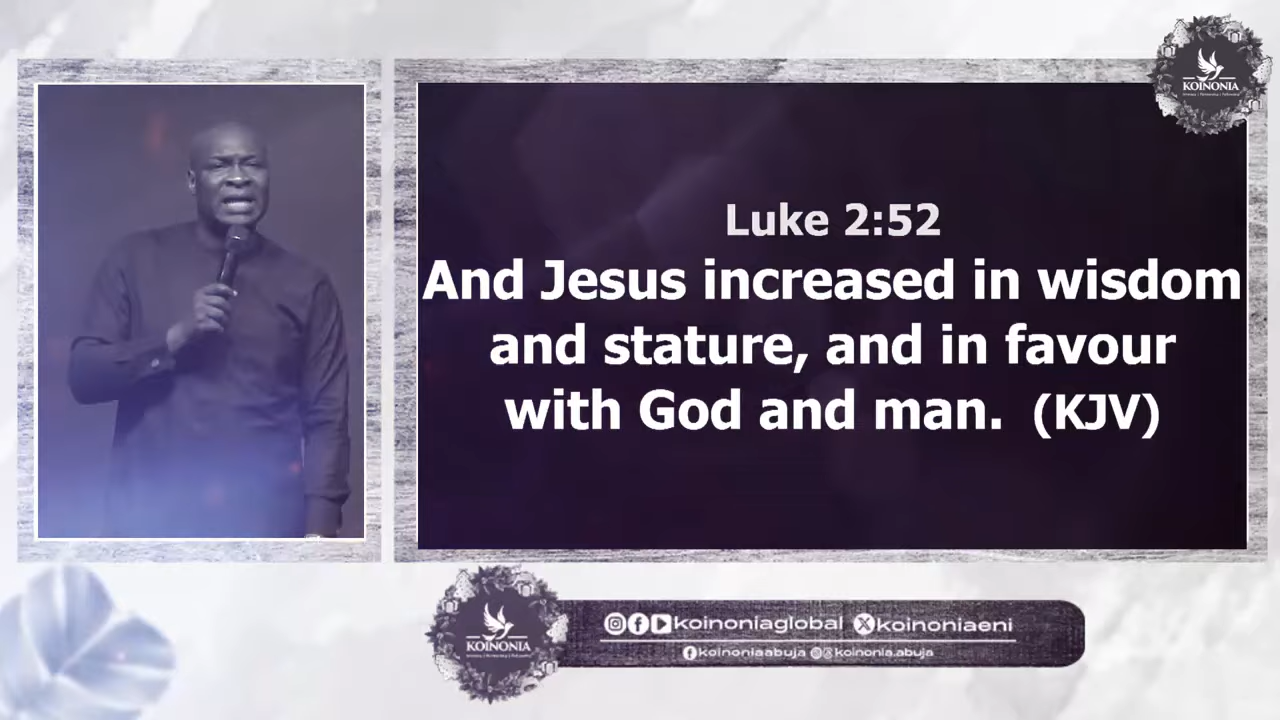 KOINONIA
Luke 2:52
And Jesus increased in wisdom
and stature, and in favour
with God and man. (KJV)
KOINONIA
koinoniaglobal koinoniaeni
koinoniaabuja koinonia.abuja